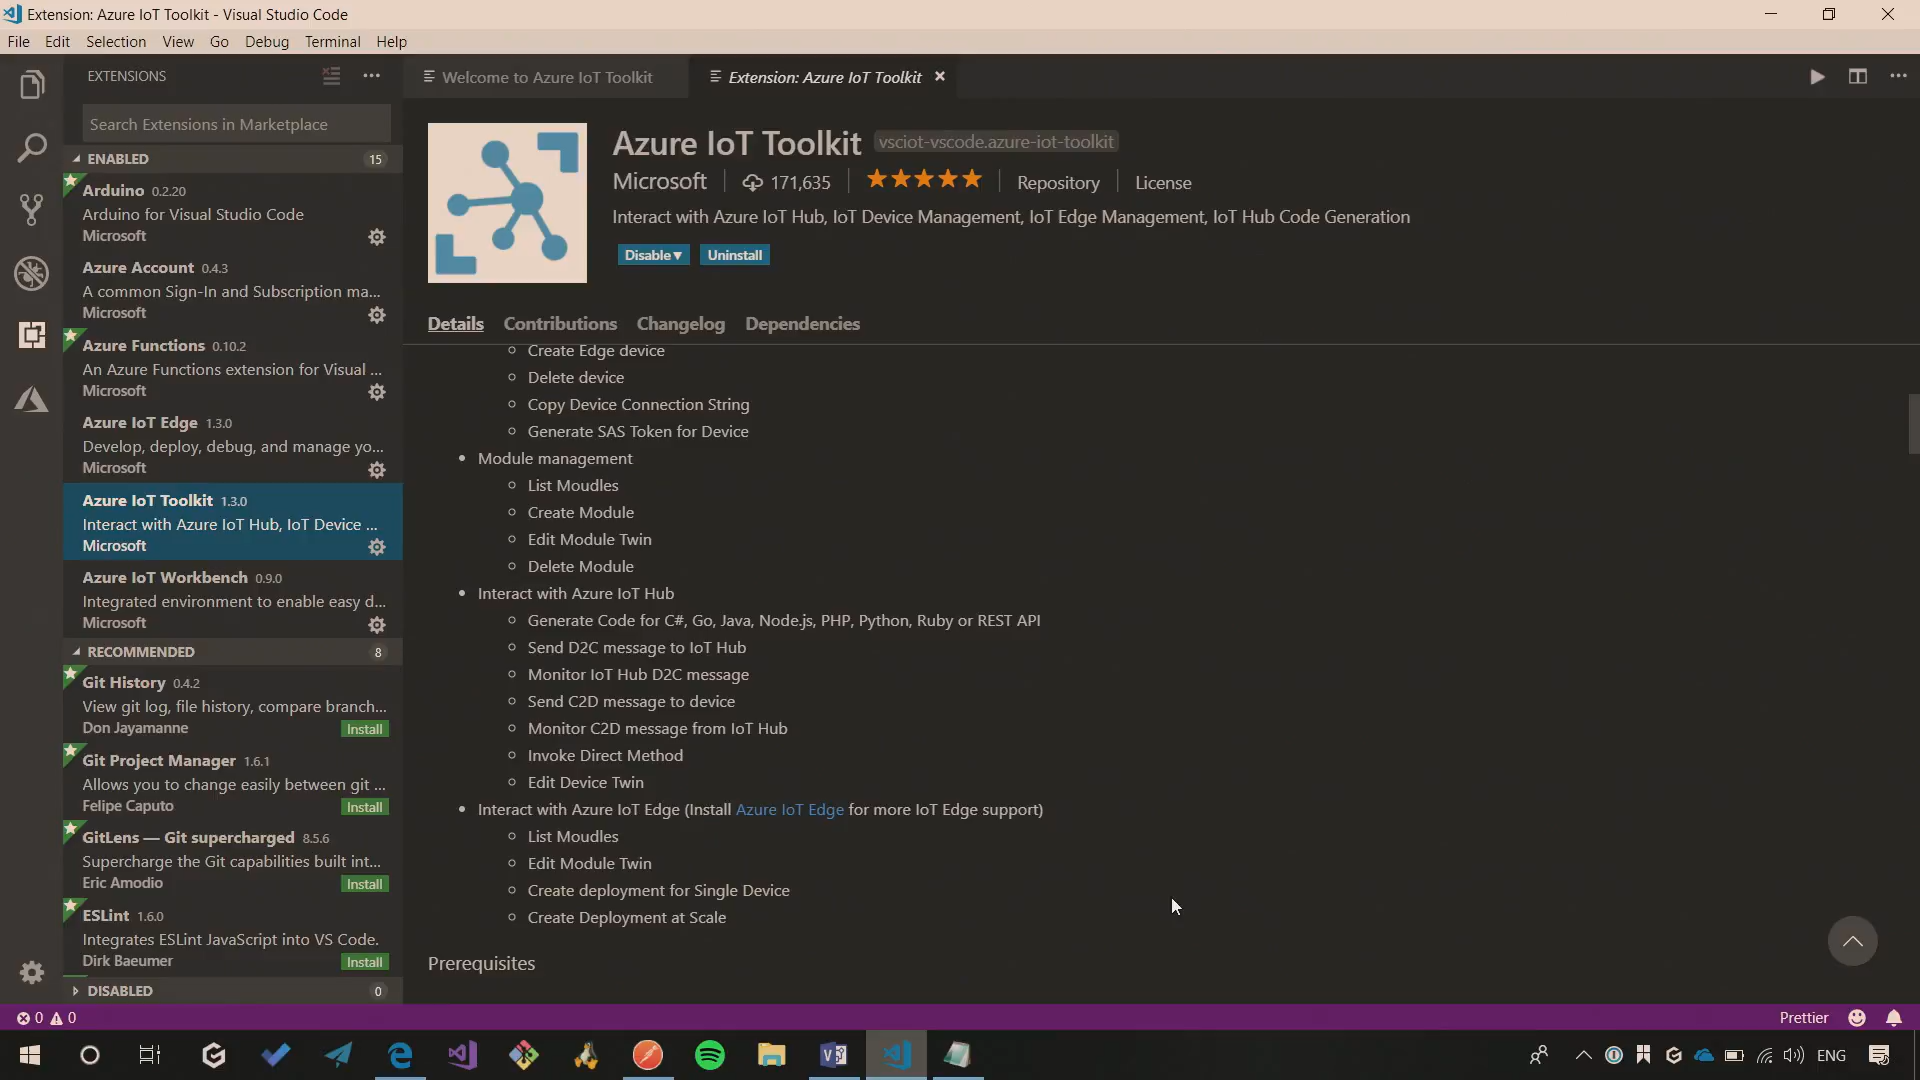 Extension: Azure IoT Toolkit - Visual Studio Code
File Edit Selection View Go Debug Terminal Help
EXTENSIONS
Search Extensions in Marketplace
ENABLED 15
Arduino 0.2.20
Arduino for Visual Studio Code
Microsoft
Azure Account 0.4.3
A common Sign-In and Subscription ma...
Microsoft
Azure Functions 0.10.2
An Azure Functions extension for Visual ...
Microsoft
Azure IoT Edge 1.3.0
Develop, deploy, debug, and manage yo...
Microsoft
Azure IoT Toolkit 1.3.0
Interact with Azure IoT Hub, IoT Device ...
Microsoft
Azure IoT Workbench 0.9.0
Integrated environment to enable easy d...
Microsoft
RECOMMENDED 8
Git History 0.4.2
View git log, file history, compare branch...
Don Jayamanne Install
Git Project Manager 1.6.1
Allows you to change easily between git ...
Felipe Caputo Install
GitLens — Git supercharged 8.5.6
Supercharge the Git capabilities built int...
Eric Amodio Install
ESLint 1.6.0
Integrates ESLint JavaScript into VS Code.
Dirk Baeumer Install
DISABLED 0
Welcome to Azure IoT Toolkit Extension: Azure IoT Toolkit
Azure IoT Toolkit vsciot-vscode.azure-iot-toolkit
Microsoft 171,635 Repository License
Interact with Azure IoT Hub, IoT Device Management, IoT Edge Management, IoT Hub Code Generation
Disable Uninstall
Details Contributions Changelog Dependencies
Create Edge device
Delete device
Copy Device Connection String
Generate SAS Token for Device
Module management
List Moudles
Create Module
Edit Module Twin
Delete Module
Interact with Azure IoT Hub
Generate Code for C#, Go, Java, Node.js, PHP, Python, Ruby or REST API
Send D2C message to IoT Hub
Monitor IoT Hub D2C message
Send C2D message to device
Monitor C2D message from IoT Hub
Invoke Direct Method
Edit Device Twin
Interact with Azure IoT Edge (Install Azure IoT Edge for more IoT Edge support)
List Moudles
Edit Module Twin
Create deployment for Single Device
Create Deployment at Scale
Prerequisites
0 0 Prettier
ENG